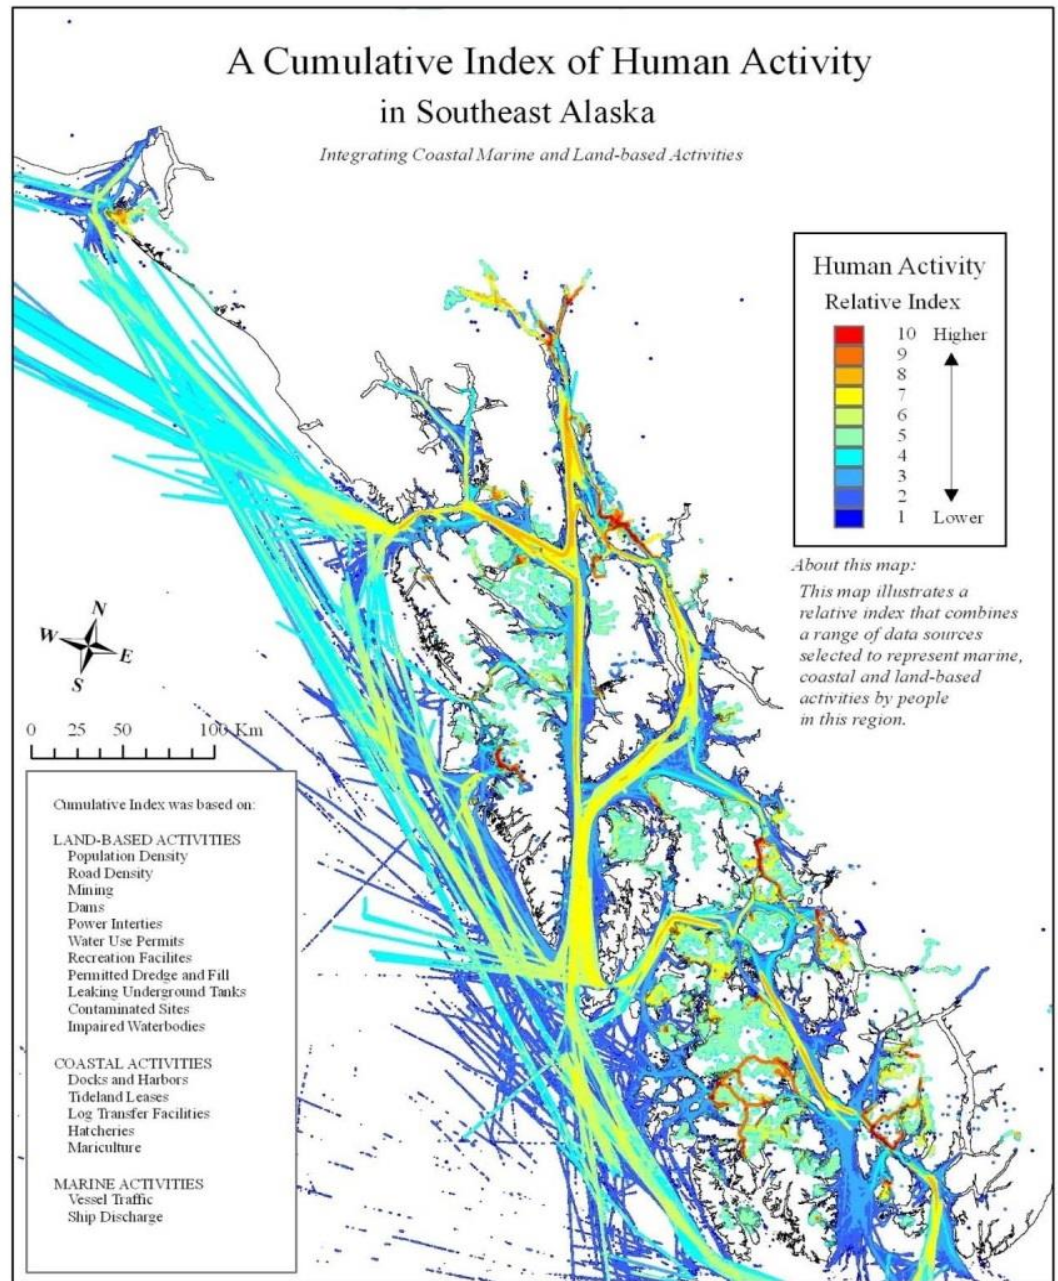 A Cumulative Index of Human Activity
in Southeast Alaska
Integrating Coastal Marine and Land-based Activities
Human Activity
Relative Index
10 Higher
9
8
7
6
5
4
3
2
1 Lower
About this map:
This map illustrates a
relative index that combines
a range of data sources
selected to represent marine,
coastal and land-based
activities by people
in this region.
N
W
E
S
0 25 50 100 Km
Cumulative Index was based on:
LAND-BASED ACTIVITIES
Population Density
Road Density
Mining
Dams
Power Interties
Water Use Permits
Recreation Facilites
Permitted Dredge and Fill
Leaking Underground Tanks
Contaminated Sites
Impaired Waterbodies
COASTAL ACTIVITIES
Docks and Harbors
Tideland Leases
Log Transfer Facilities
Hatcheries
Mariculture
MARINE ACTIVITIES
Vessel Traffic
Ship Discharge